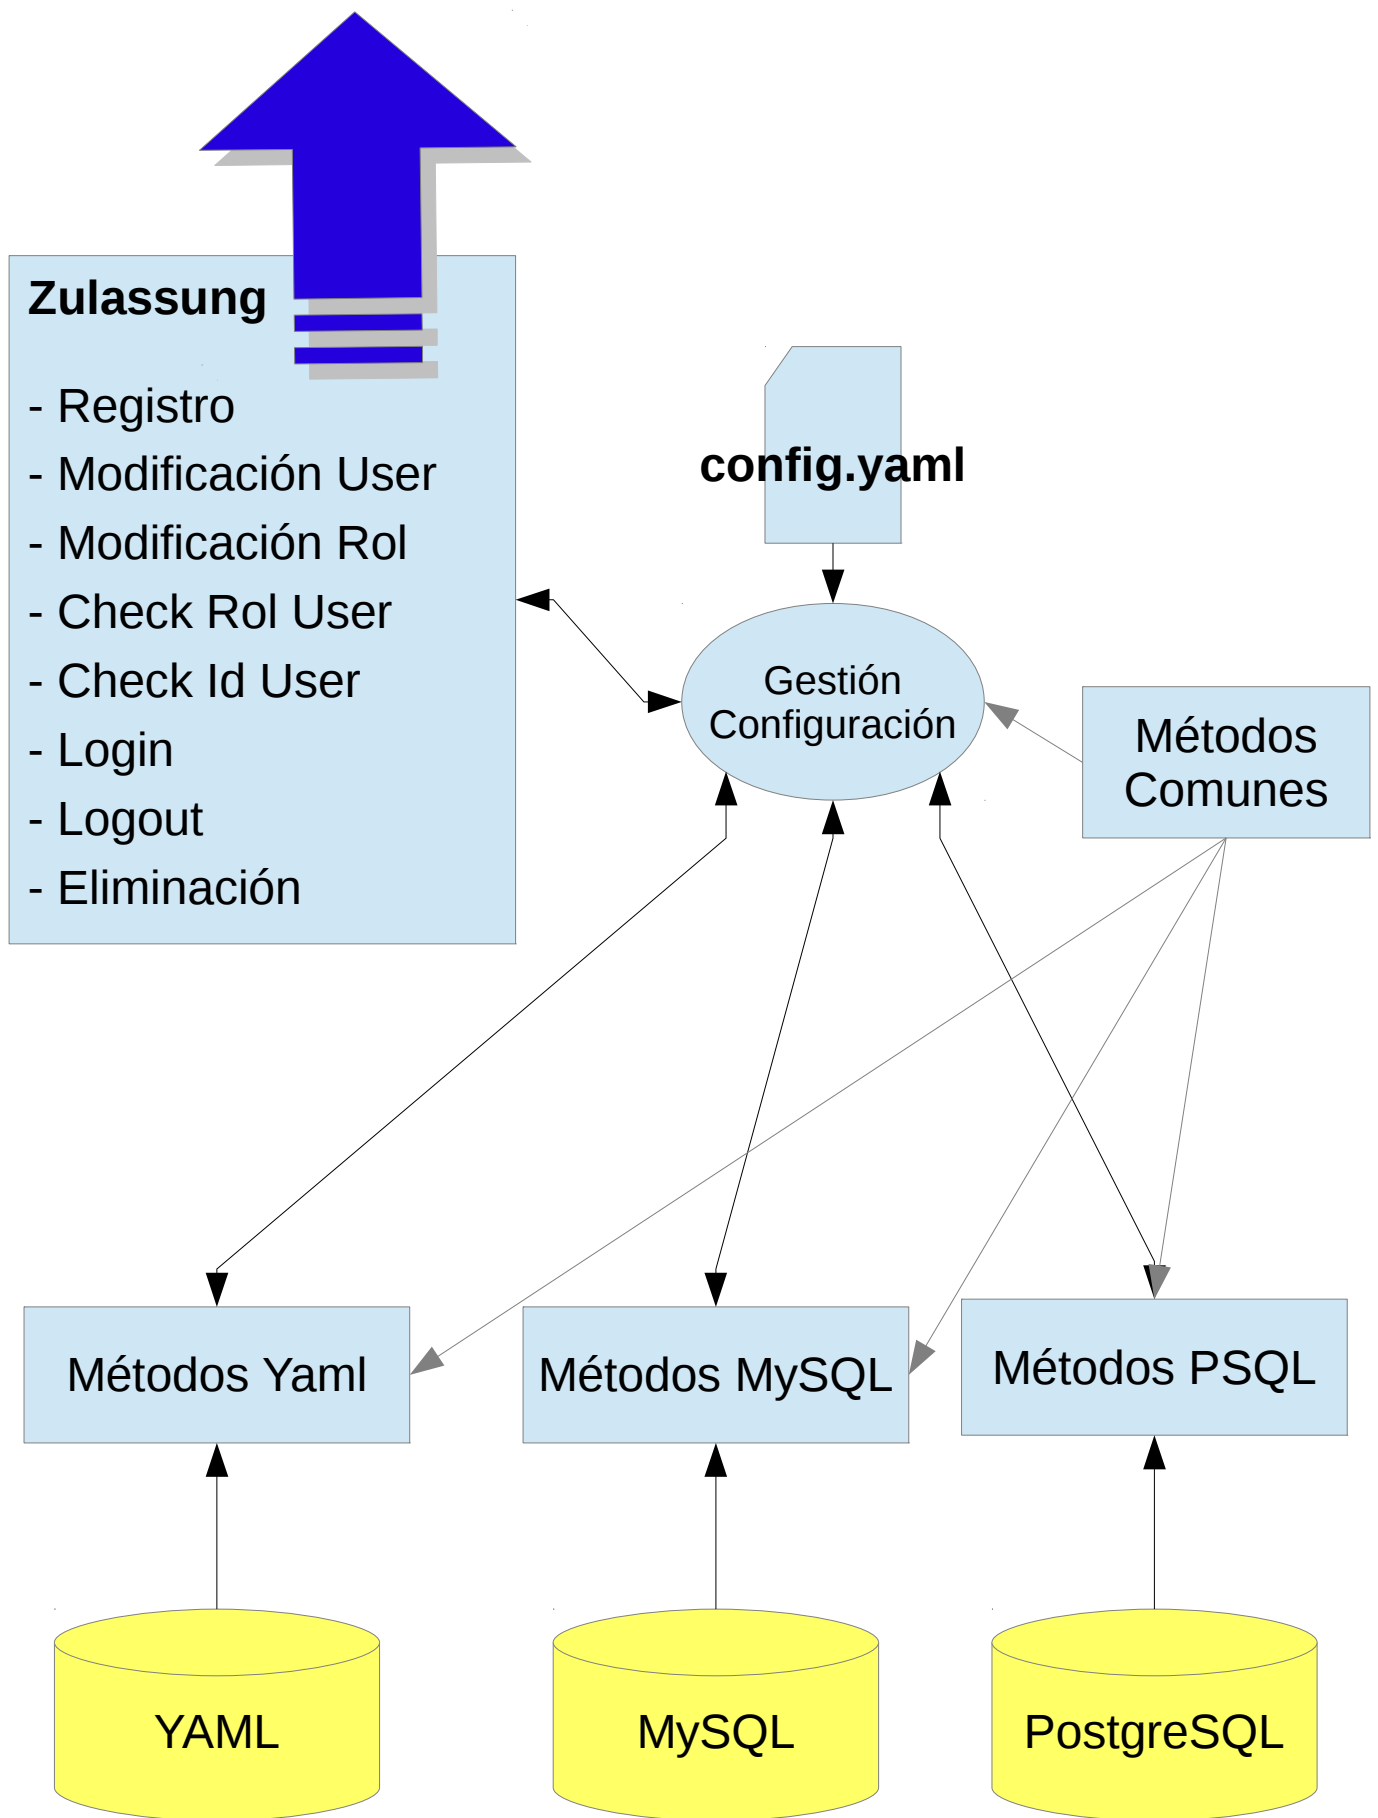 Zulassung
- Registro
- Modificación User
- Modificación Rol
- Check Rol User
- Check Id User
- Login
- Logout
- Eliminación
config.yaml
Gestión
Configuración
Métodos
Comunes
Métodos Yaml
Métodos MySQL
Métodos PSQL
YAML
MySQL
PostgreSQL